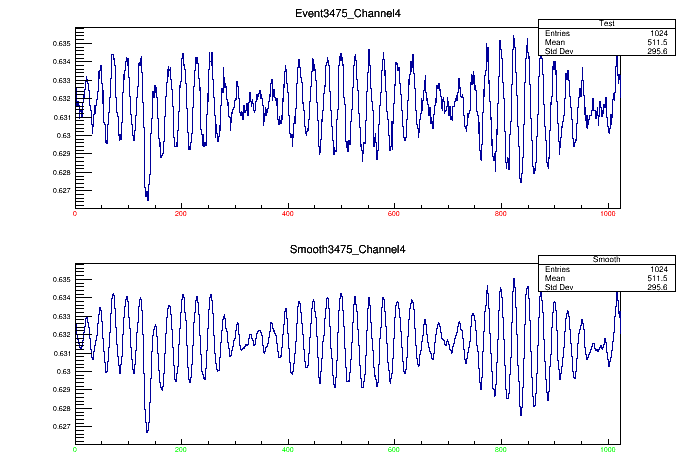 Event3475_Channel4
Test
Entries 1024
Mean 511.5
Std Dev 295.6
0.635
0.634
0.633
0.632
0.631
0.63
0.629
0.628
0.627
0 200 400 600 800 1000
Smooth3475_Channel4
Smooth
Entries 1024
Mean 511.5
Std Dev 295.6
0.635
0.634
0.633
0.632
0.631
0.63
0.629
0.628
0.627
0 200 400 600 800 1000